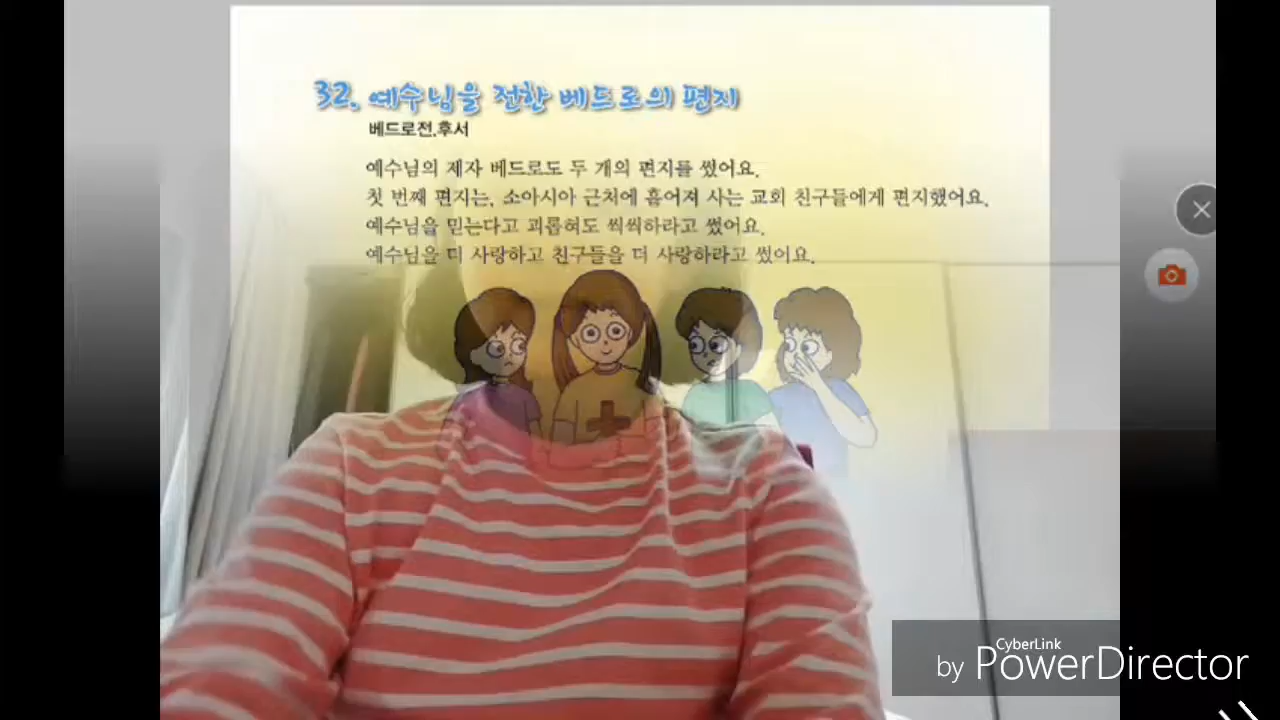 32. 예수님을 전한 베드로의 편지
베드로전.후서
예수님의 제자 베드로도 두 개의 편지를 썼어요.
첫 번째 편지는, 소아시아 근처에 흩어져 사는 교회 친구들에게 편지했어요.
예수님을 믿는다고 괴롭혀도 씩씩하라고 썼어요.
예수님을 더 사랑하고 친구들을 더 사랑하라고 썼어요.
CyberLink
by PowerDirector